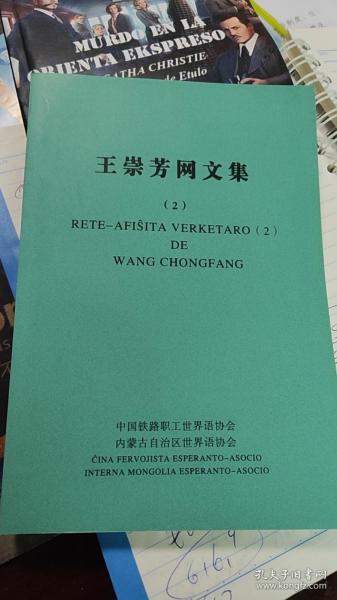 MURDO EN LA
ORIENTA EKSPRESO
AGATHA CHRISTIE
de Etulo
王崇芳网文集
(2)
RETE-AFIŜITA VERKETARO (2)
DE
WANG CHONGFANG
中国铁路职工世界语协会
内蒙古自治区世界语协会
ĈINA FERVOJISTA ESPERANTO-ASOCIO
INTERNA MONGOLIA ESPERANTO-ASOCIO
孔夫子旧书网